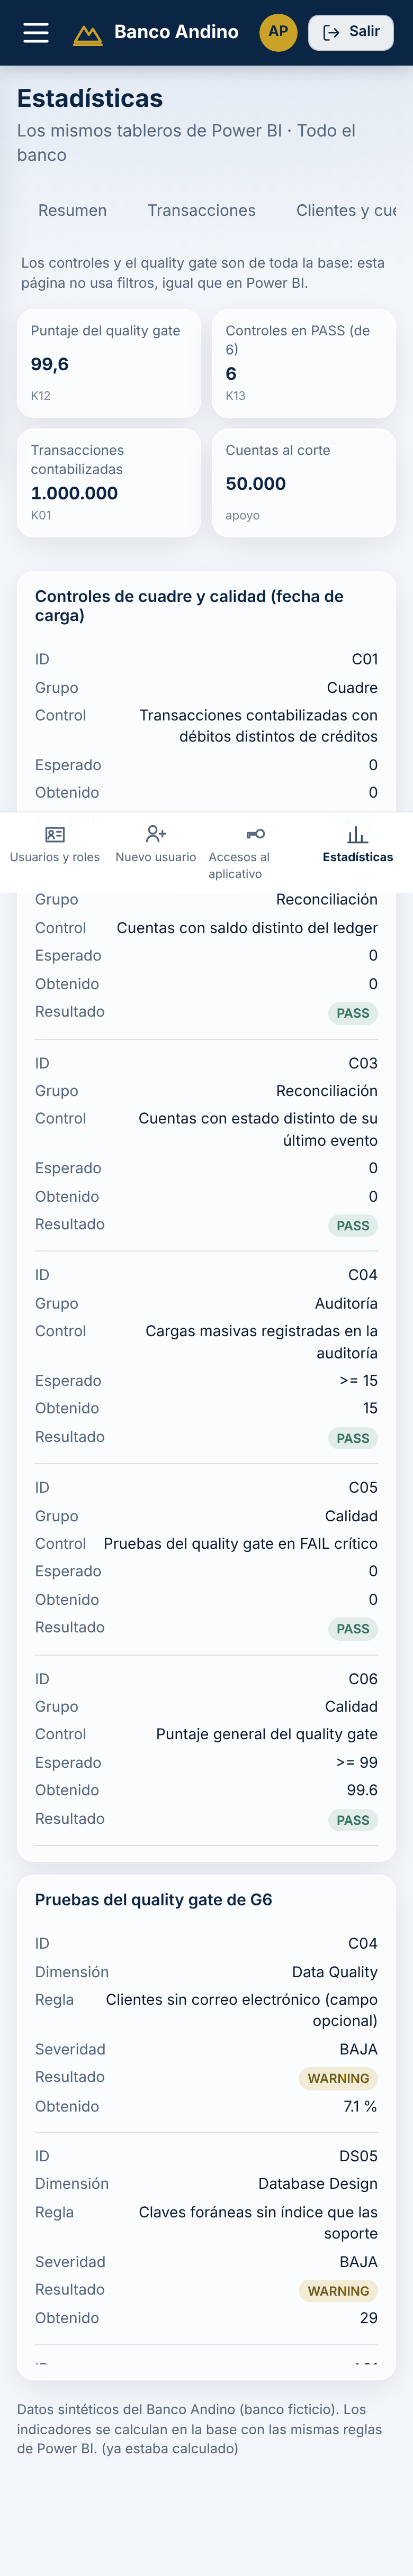 Banco Andino
AP
Salir
Estadísticas
Los mismos tableros de Power BI · Todo el
banco
Resumen
Transacciones
Clientes y cue
Los controles y el quality gate son de toda la base: esta
página no usa filtros, igual que en Power BI.
Puntaje del quality gate
99,6
K12
Controles en PASS (de
6)
6
K13
Transacciones
contabilizadas
1.000.000
K01
Cuentas al corte
50.000
apoyo
Controles de cuadre y calidad (fecha de
carga)
ID C01
Grupo Cuadre
Control Transacciones contabilizadas con
débitos distintos de créditos
Esperado 0
Obtenido 0
Usuarios y roles
Nuevo usuario
Accesos al
aplicativo
Estadísticas
Grupo Reconciliación
Control Cuentas con saldo distinto del ledger
Esperado 0
Obtenido 0
Resultado PASS
ID C03
Grupo Reconciliación
Control Cuentas con estado distinto de su
último evento
Esperado 0
Obtenido 0
Resultado PASS
ID C04
Grupo Auditoría
Control Cargas masivas registradas en la
auditoría
Esperado >= 15
Obtenido 15
Resultado PASS
ID C05
Grupo Calidad
Control Pruebas del quality gate en FAIL crítico
Esperado 0
Obtenido 0
Resultado PASS
ID C06
Grupo Calidad
Control Puntaje general del quality gate
Esperado >= 99
Obtenido 99.6
Resultado PASS
Pruebas del quality gate de G6
ID C04
Dimensión Data Quality
Regla Clientes sin correo electrónico (campo
opcional)
Severidad BAJA
Resultado WARNING
Obtenido 7.1 %
ID DS05
Dimensión Database Design
Regla Claves foráneas sin índice que las
soporte
Severidad BAJA
Resultado WARNING
Obtenido 29
Datos sintéticos del Banco Andino (banco ficticio). Los
indicadores se calculan en la base con las mismas reglas
de Power BI. (ya estaba calculado)